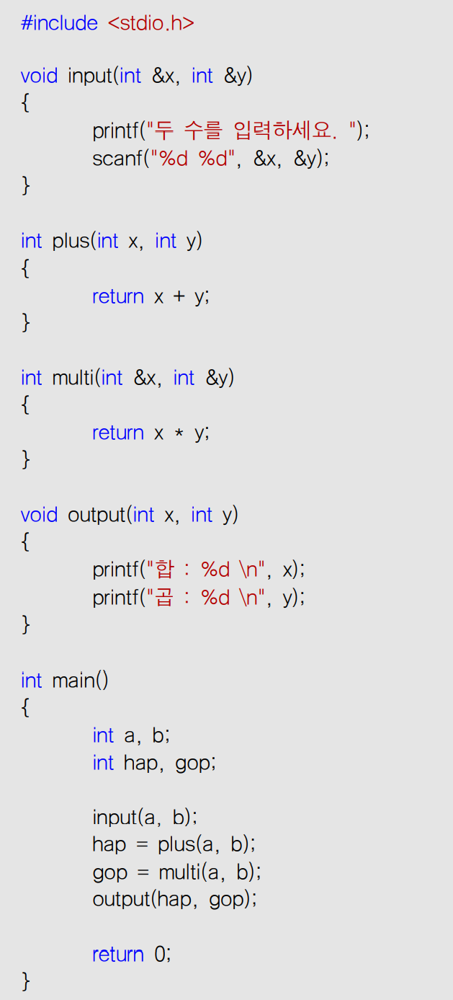 #include <stdio.h>
void input(int &x, int &y)
{
printf("두 수를 입력하세요. ");
scanf("%d %d", &x, &y);
}
int plus(int x, int y)
{
return x + y;
}
int multi(int &x, int &y)
{
return x * y;
}
void output(int x, int y)
{
printf("합 : %d \n", x);
printf("곱 : %d \n", y);
}
int main()
{
int a, b;
int hap, gop;
input(a, b);
hap = plus(a, b);
gop = multi(a, b);
output(hap, gop);
return 0;
}